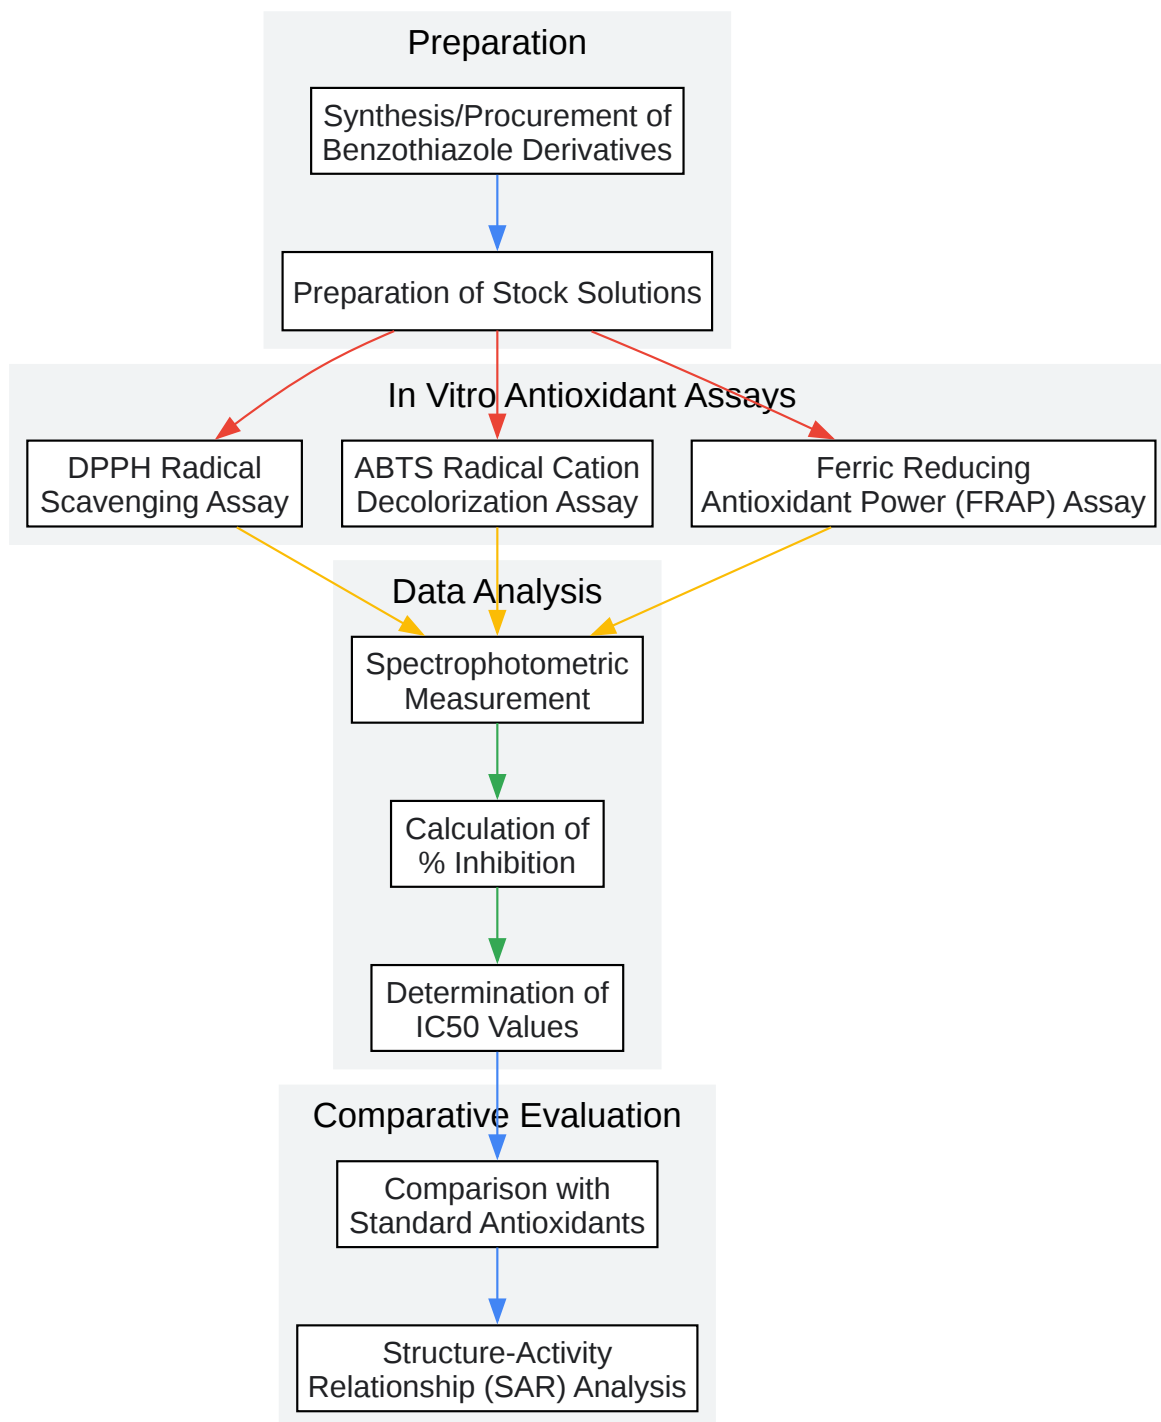 Preparation
Synthesis/Procurement of
Benzothiazole Derivatives
Preparation of Stock Solutions
In Vitro Antioxidant Assays
DPPH Radical
Scavenging Assay
ABTS Radical Cation
Decolorization Assay
Ferric Reducing
Antioxidant Power (FRAP) Assay
Data Analysis
Spectrophotometric
Measurement
Calculation of
% Inhibition
Determination of
IC50 Values
Comparative Evaluation
Comparison with
Standard Antioxidants
Structure-Activity
Relationship (SAR) Analysis